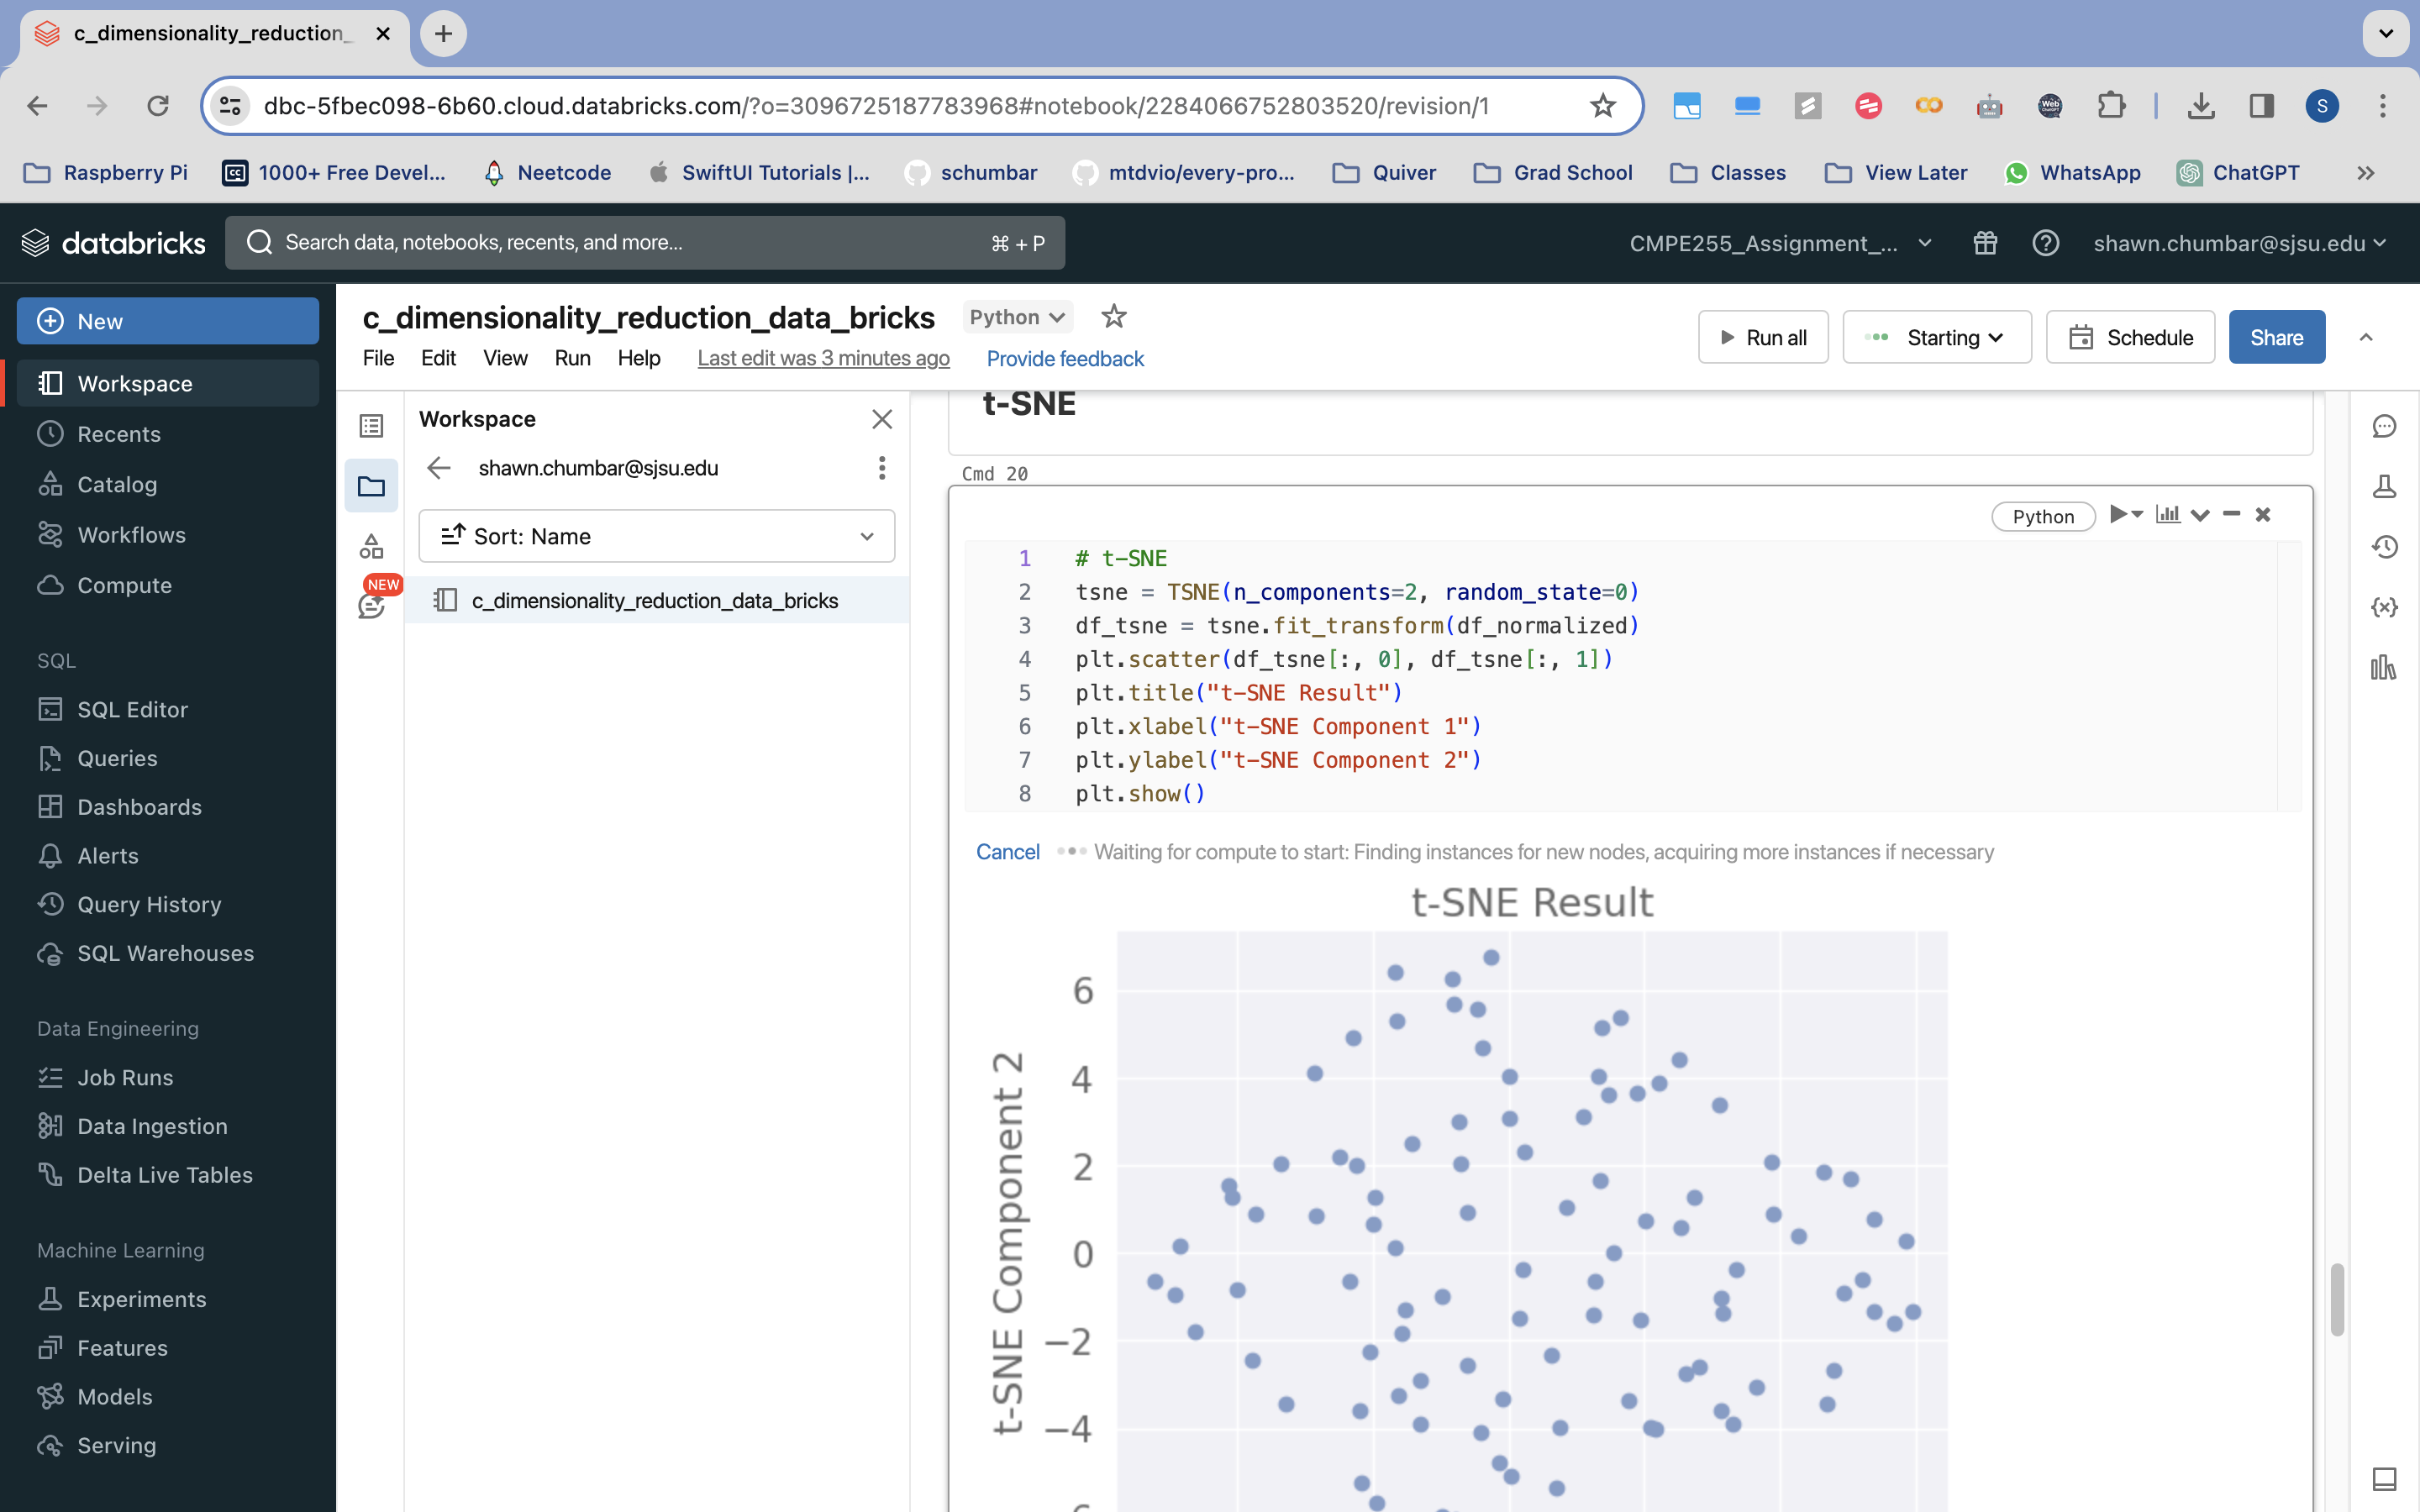 c_dimensionality_reduction_
dbc-5fbec098-6b60.cloud.databricks.com/?o=3096725187783968#notebook/2284066752803520/revision/1
S
Raspberry Pi
1000+ Free Devel...
Neetcode
SwiftUI Tutorials |...
schumbar
mtdvio/every-pro...
Quiver
Grad School
Classes
View Later
WhatsApp
ChatGPT
databricks
Search data, notebooks, recents, and more...
⌘ + P
CMPE255_Assignment_...
shawn.chumbar@sjsu.edu
New
Workspace
Recents
Catalog
Workflows
Compute
SQL
SQL Editor
Queries
Dashboards
Alerts
Query History
SQL Warehouses
Data Engineering
Job Runs
Data Ingestion
Delta Live Tables
Machine Learning
Experiments
Features
Models
Serving
c_dimensionality_reduction_data_bricks
Python
File Edit View Run Help
Last edit was 3 minutes ago
Provide feedback
Run all
Starting
Schedule
Share
NEW
Workspace
shawn.chumbar@sjsu.edu
Sort: Name
c_dimensionality_reduction_data_bricks
t-SNE
Cmd 20
Python
1 # t-SNE
2 tsne = TSNE(n_components=2, random_state=0)
3 df_tsne = tsne.fit_transform(df_normalized)
4 plt.scatter(df_tsne[:, 0], df_tsne[:, 1])
5 plt.title("t-SNE Result")
6 plt.xlabel("t-SNE Component 1")
7 plt.ylabel("t-SNE Component 2")
8 plt.show()
Cancel
Waiting for compute to start: Finding instances for new nodes, acquiring more instances if necessary
t-SNE Result
t-SNE Component 2
6
4
2
0
−2
−4